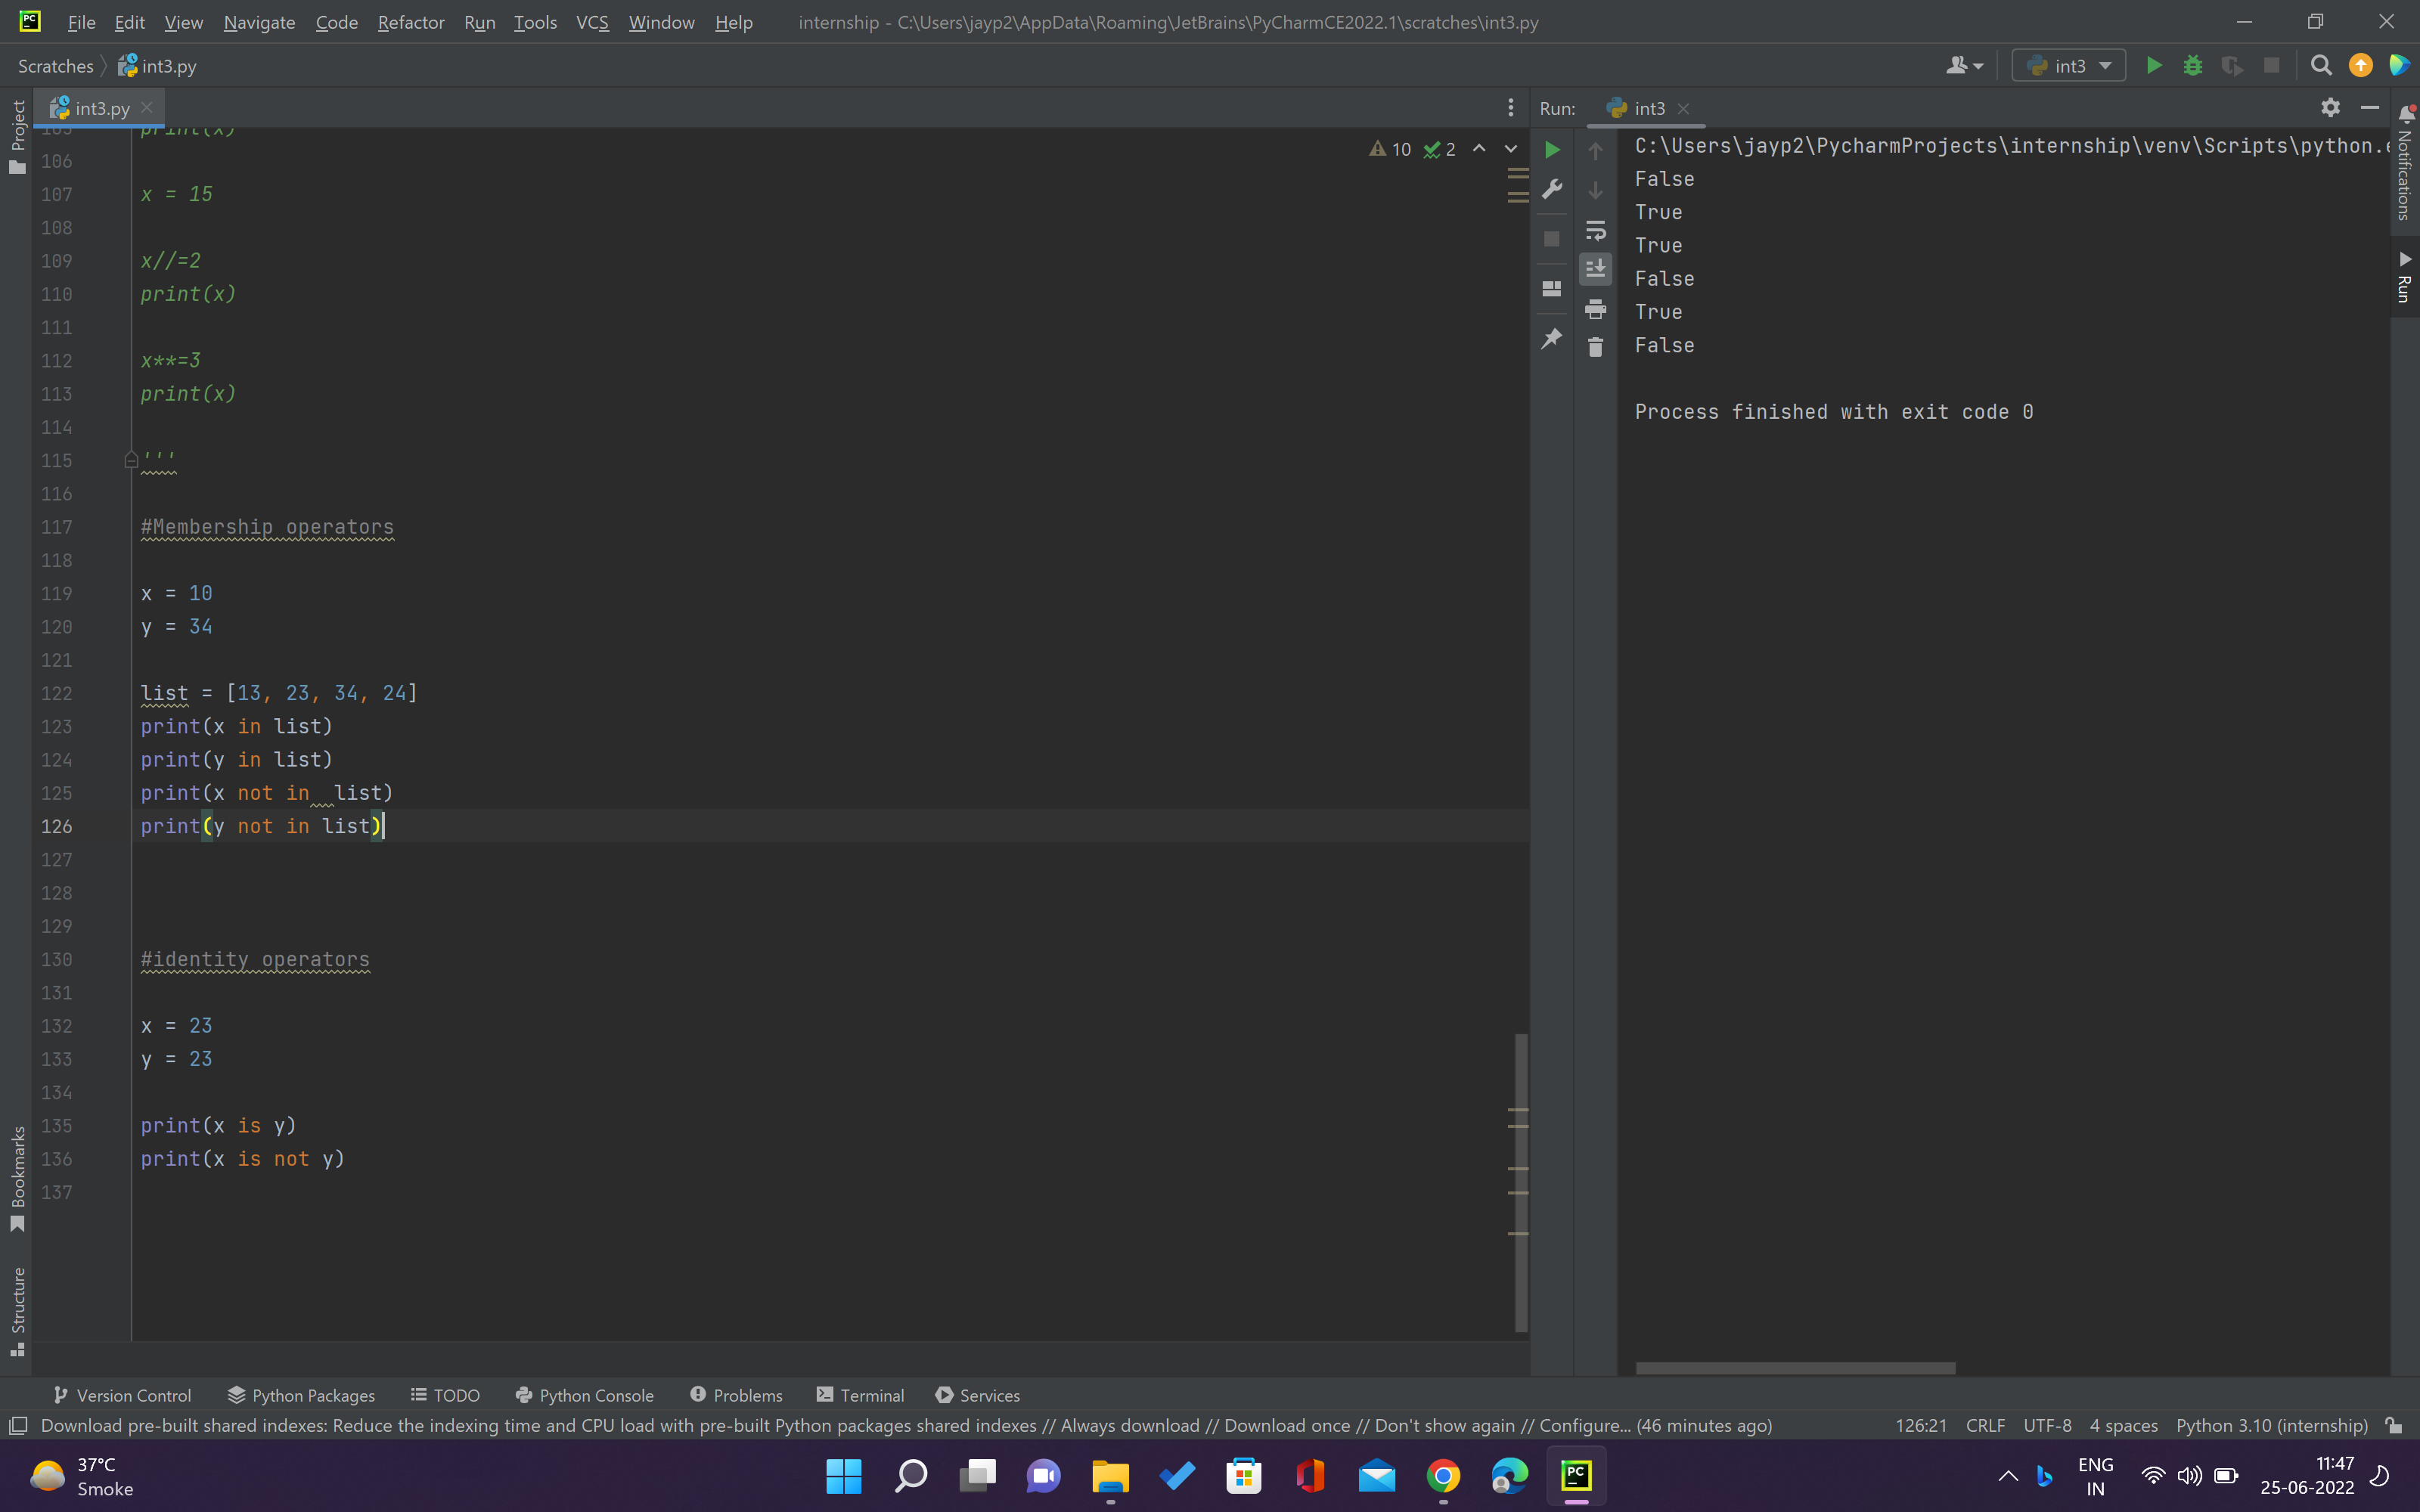 File Edit View Navigate Code Refactor Run Tools VCS Window Help internship - C:\Users\jayp2\AppData\Roaming\JetBrains\PyCharmCE2022.1\scratches\int3.py
Scratches int3.py int3
int3.py
Run: int3
Project
Notifications
Run
Bookmarks
Structure
10 2
105 print(x)
106
107 x = 15
108
109 x//=2
110 print(x)
111
112 x**=3
113 print(x)
114
115 '''
116
117 #Membership operators
118
119 x = 10
120 y = 34
121
122 list = [13, 23, 34, 24]
123 print(x in list)
124 print(y in list)
125 print(x not in  list)
126 print(y not in list)
127
128
129
130 #identity operators
131
132 x = 23
133 y = 23
134
135 print(x is y)
136 print(x is not y)
137
C:\Users\jayp2\PycharmProjects\internship\venv\Scripts\python.e
False
True
True
False
True
False
Process finished with exit code 0
Version Control Python Packages TODO Python Console Problems Terminal Services
Download pre-built shared indexes: Reduce the indexing time and CPU load with pre-built Python packages shared indexes // Always download // Download once // Don't show again // Configure... (46 minutes ago) 126:21 CRLF UTF-8 4 spaces Python 3.10 (internship)
37°C
Smoke
PC
ENG
IN
11:47
25-06-2022